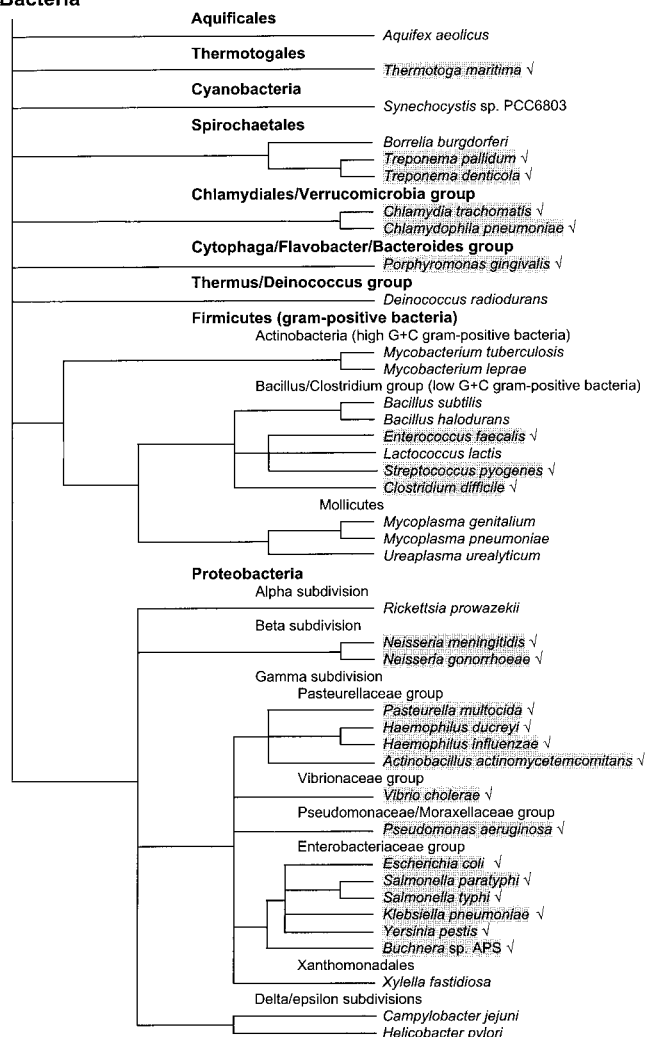 Bacteria
Aquificales
Aquifex aeolicus
Thermotogales
Thermotoga maritima √
Cyanobacteria
Synechocystis sp. PCC6803
Spirochaetales
Borrelia burgdorferi
Treponema pallidum √
Treponema denticola √
Chlamydiales/Verrucomicrobia group
Chlamydia trachomatis √
Chlamydophila pneumoniae √
Cytophaga/Flavobacter/Bacteroides group
Porphyromonas gingivalis √
Thermus/Deinococcus group
Deinococcus radiodurans
Firmicutes (gram-positive bacteria)
Actinobacteria (high G+C gram-positive bacteria)
Mycobacterium tuberculosis
Mycobacterium leprae
Bacillus/Clostridium group (low G+C gram-positive bacteria)
Bacillus subtilis
Bacillus halodurans
Enterococcus faecalis √
Lactococcus lactis
Streptococcus pyogenes √
Clostridium difficile √
Mollicutes
Mycoplasma genitalium
Mycoplasma pneumoniae
Ureaplasma urealyticum
Proteobacteria
Alpha subdivision
Rickettsia prowazekii
Beta subdivision
Neisseria meningitidis √
Neisseria gonorrhoeae √
Gamma subdivision
Pasteurellaceae group
Pasteurella multocida √
Haemophilus ducreyi √
Haemophilus influenzae √
Actinobacillus actinomycetemcomitans √
Vibrionaceae group
Vibrio cholerae √
Pseudomonaceae/Moraxellaceae group
Pseudomonas aeruginosa √
Enterobacteriaceae group
Escherichia coli √
Salmonella paratyphi √
Salmonella typhi √
Klebsiella pneumoniae √
Yersinia pestis √
Buchnera sp. APS √
Xanthomonadales
Xylella fastidiosa
Delta/epsilon subdivisions
Campylobacter jejuni
Helicobacter pylori